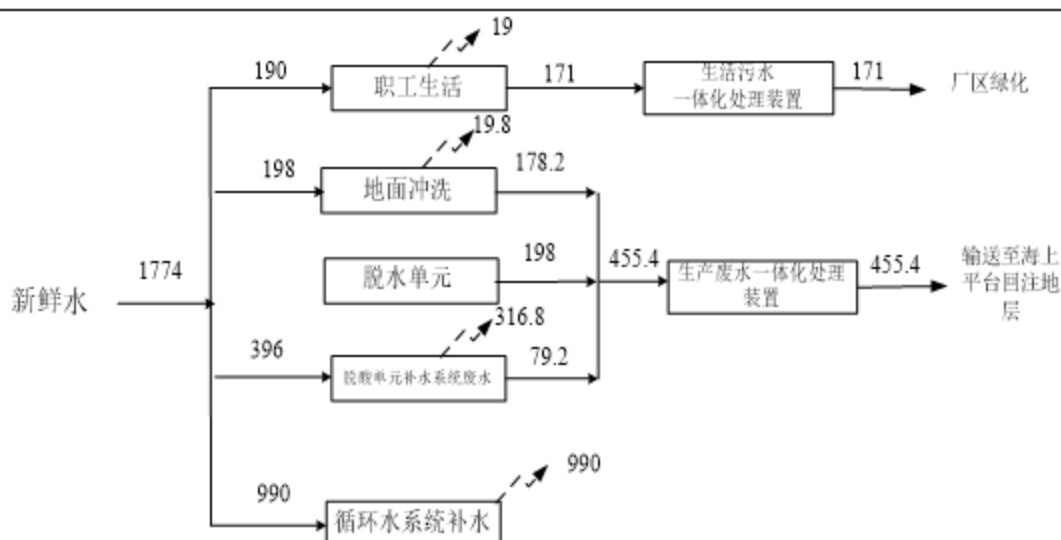 19
190
职工生活
171
生活污水
一体化处理装置
171
厂区绿化
19.8
198
地面冲洗
178.2
新鲜水
1774
脱水单元
198
455.4
生产废水一体化处理
装置
455.4
输送至海上
平台回注地
层
316.8
396
脱酸单元补水系统废水
79.2
990
990
循环水系统补水